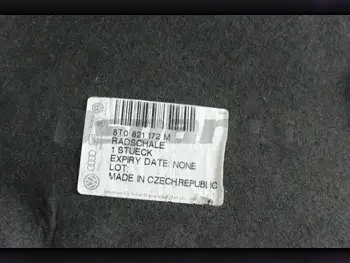 8T0 821 172 M
RADSCHALE
1 STUECK
EXPIRY DATE: NONE
LOT:
MADE IN CZECH.REPUBLIC